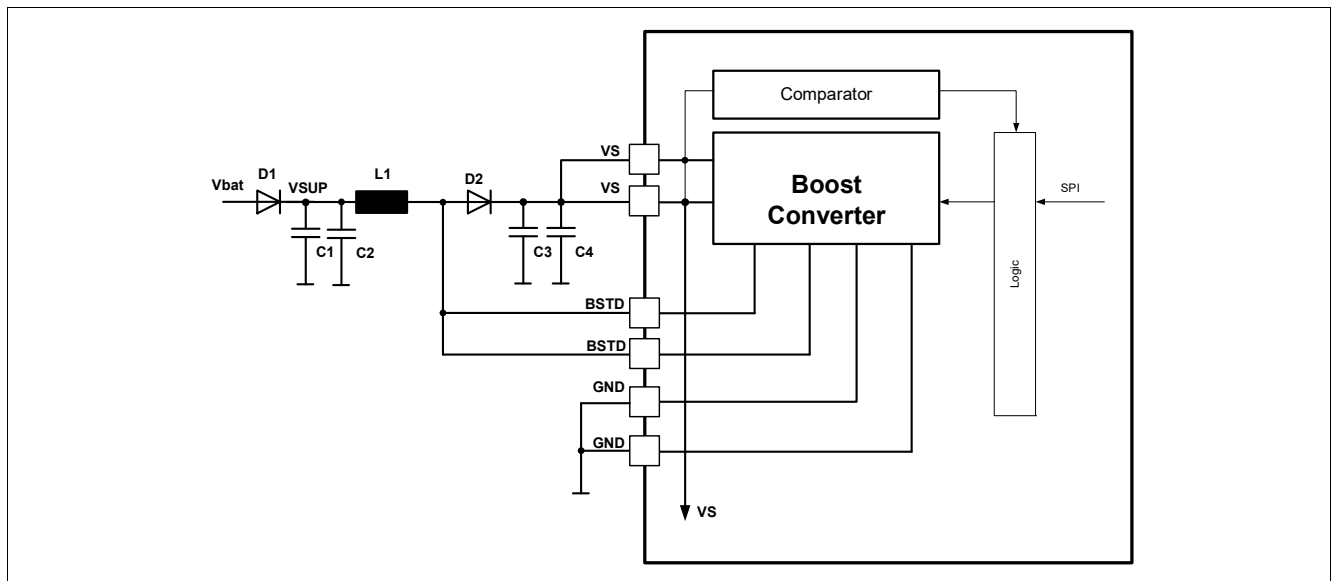 Comparator
VS
Boost
Converter
D1
L1
D2
Vbat
VSUP
VS
SPI
C1
C2
C3
C4
Logic
BSTD
BSTD
GND
GND
VS